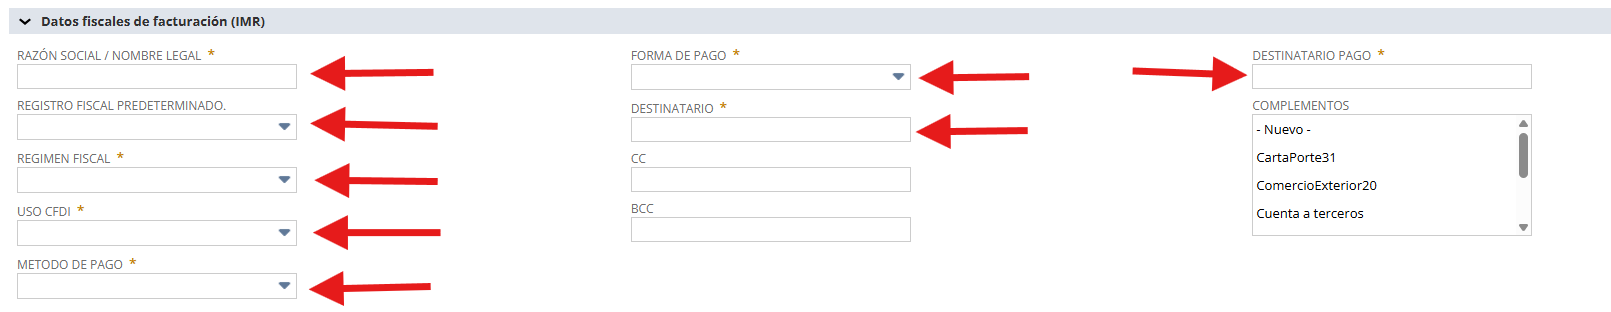 Datos fiscales de facturación (IMR)
RAZÓN SOCIAL / NOMBRE LEGAL *
REGISTRO FISCAL PREDETERMINADO.
REGIMEN FISCAL *
USO CFDI *
METODO DE PAGO *
FORMA DE PAGO *
DESTINATARIO *
CC
BCC
DESTINATARIO PAGO *
COMPLEMENTOS
- Nuevo -
CartaPorte31
ComercioExterior20
Cuenta a terceros